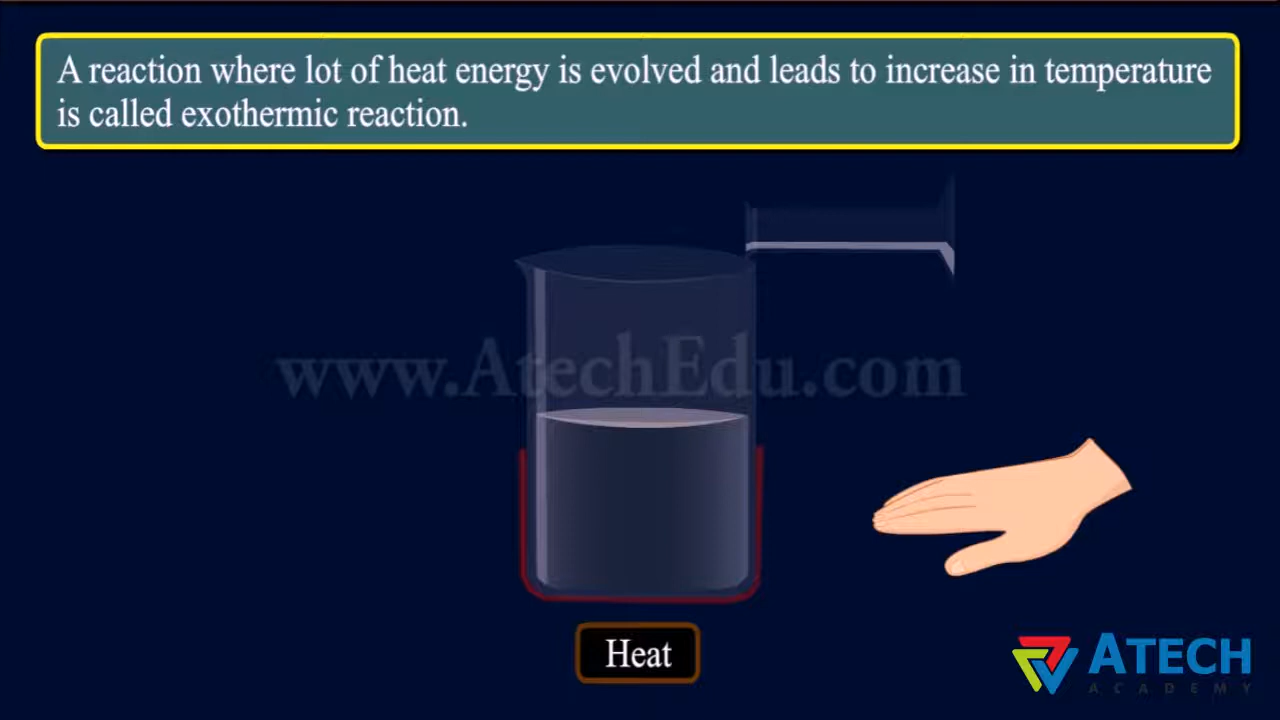 A reaction where lot of heat energy is evolved and leads to increase in temperature
is called exothermic reaction.
www.AtechEdu.com
Heat
ATECH
ACADEMY